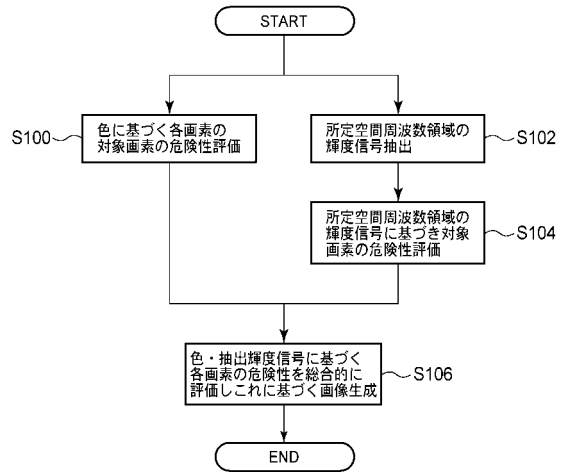 START
S100
色に基づく各画素の
対象画素の危険性評価
所定空間周波数領域の
輝度信号抽出
S102
所定空間周波数領域の
輝度信号に基づき対象
画素の危険性評価
S104
色・抽出輝度信号に基づく
各画素の危険性を総合的に
評価しこれに基づく画像生成
S106
END